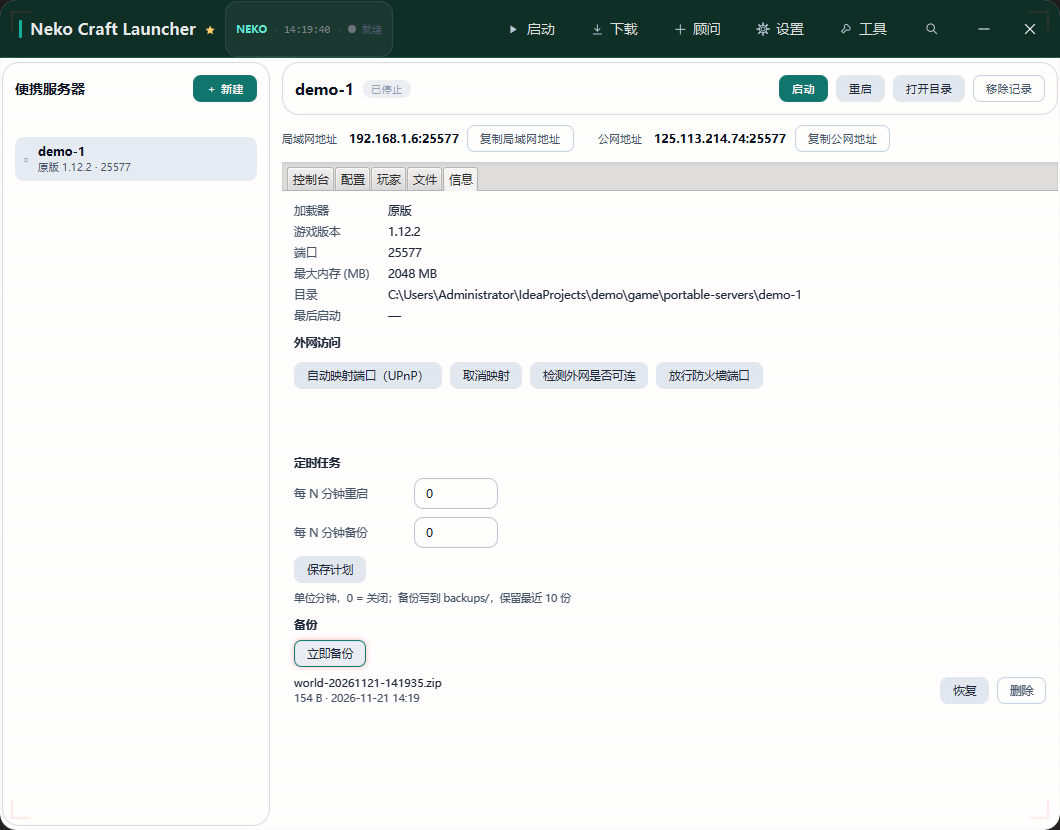 Neko Craft Launcher ★ NEKO 14:19:40 就绪 启动 下载 顾问 设置 工具
便携服务器 + 新建
demo-1
原版 1.12.2 · 25577
demo-1 已停止 启动 重启 打开目录 移除记录
局域网地址 192.168.1.6:25577 复制局域网地址 公网地址 125.113.214.74:25577 复制公网地址
控制台 配置 玩家 文件 信息
加载器 原版
游戏版本 1.12.2
端口 25577
最大内存 (MB) 2048 MB
目录 C:\Users\Administrator\IdeaProjects\demo\game\portable-servers\demo-1
最后启动 —
外网访问
自动映射端口（UPnP） 取消映射 检测外网是否可连 放行防火墙端口
定时任务
每 N 分钟重启 0
每 N 分钟备份 0
保存计划
单位分钟，0 = 关闭；备份写到 backups/，保留最近 10 份
备份
立即备份
world-20261121-141935.zip
154 B · 2026-11-21 14:19
恢复 删除